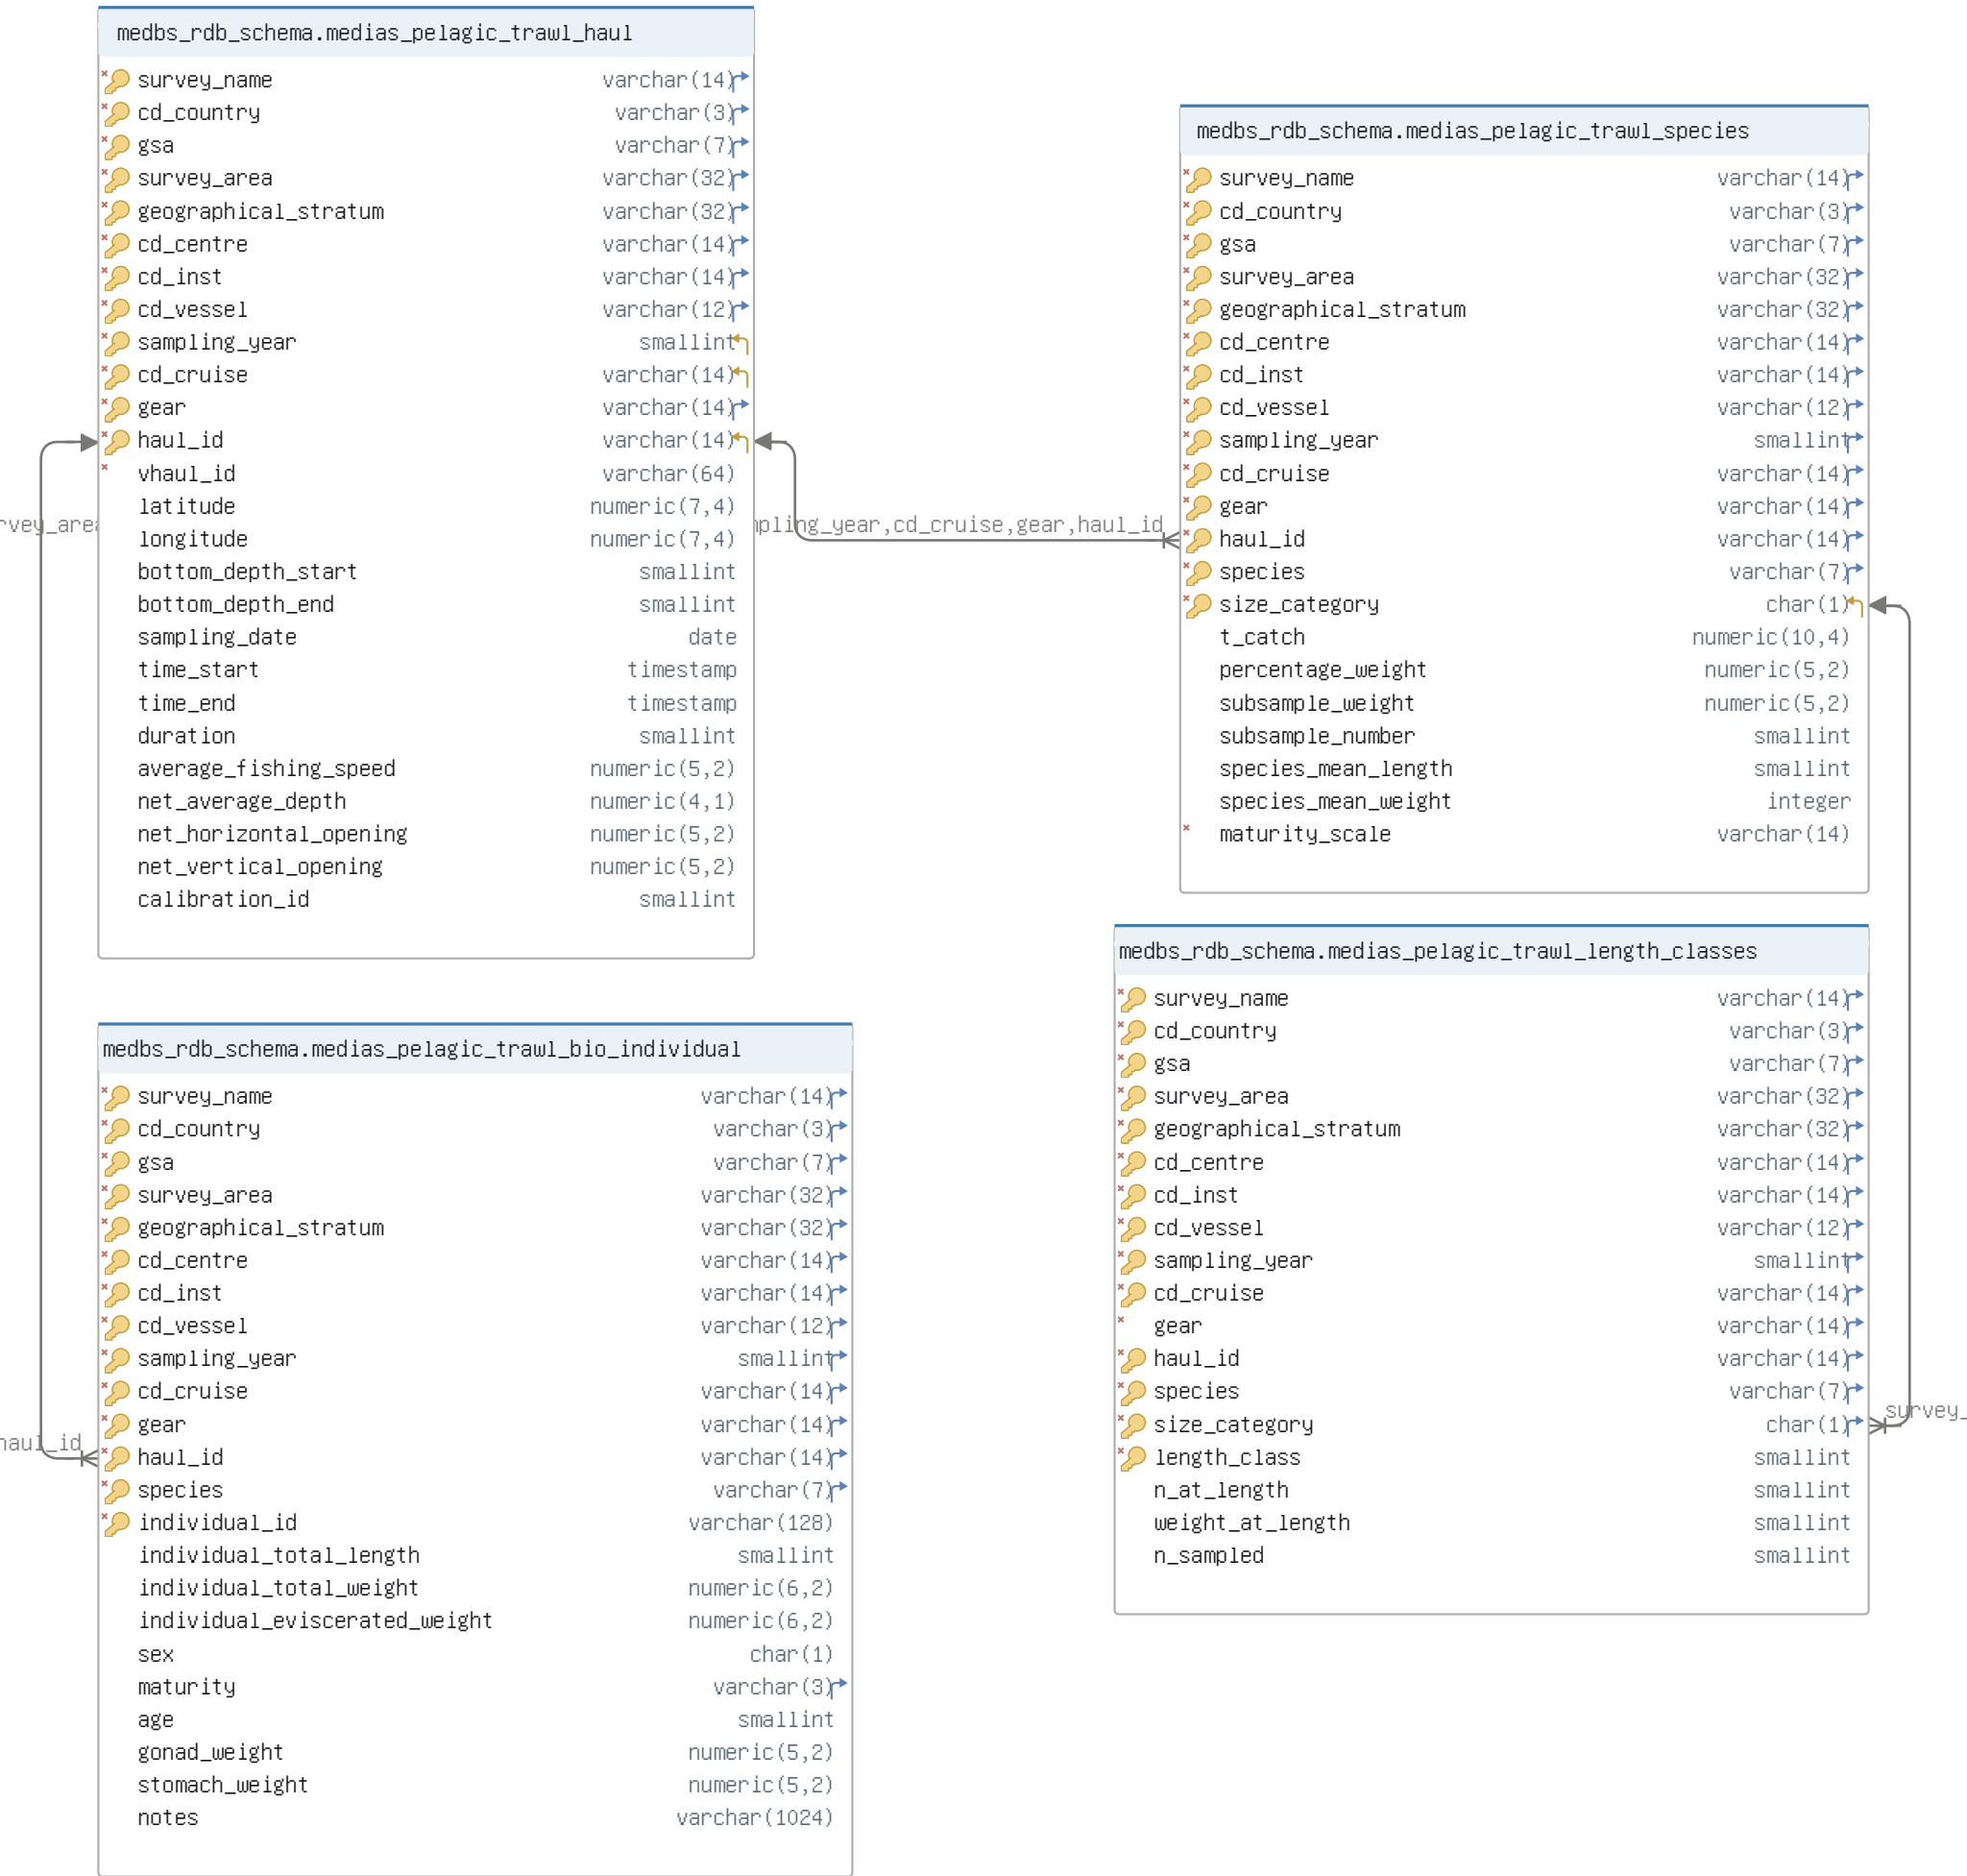 medbs_rdb_schema.medias_pelagic_trawl_haul
survey_name varchar(14)
cd_country varchar(3)
gsa varchar(7)
survey_area varchar(32)
geographical_stratum varchar(32)
cd_centre varchar(14)
cd_inst varchar(14)
cd_vessel varchar(12)
sampling_year smallint
cd_cruise varchar(14)
gear varchar(14)
haul_id varchar(14)
vhaul_id varchar(64)
latitude numeric(7,4)
longitude numeric(7,4)
bottom_depth_start smallint
bottom_depth_end smallint
sampling_date date
time_start timestamp
time_end timestamp
duration smallint
average_fishing_speed numeric(5,2)
net_average_depth numeric(4,1)
net_horizontal_opening numeric(5,2)
net_vertical_opening numeric(5,2)
calibration_id smallint
rvey_area
pling_year,cd_cruise,gear,haul_id
medbs_rdb_schema.medias_pelagic_trawl_species
survey_name varchar(14)
cd_country varchar(3)
gsa varchar(7)
survey_area varchar(32)
geographical_stratum varchar(32)
cd_centre varchar(14)
cd_inst varchar(14)
cd_vessel varchar(12)
sampling_year smallint
cd_cruise varchar(14)
gear varchar(14)
haul_id varchar(14)
species varchar(7)
size_category char(1)
t_catch numeric(10,4)
percentage_weight numeric(5,2)
subsample_weight numeric(5,2)
subsample_number smallint
species_mean_length smallint
species_mean_weight integer
maturity_scale varchar(14)
medbs_rdb_schema.medias_pelagic_trawl_bio_individual
survey_name varchar(14)
cd_country varchar(3)
gsa varchar(7)
survey_area varchar(32)
geographical_stratum varchar(32)
cd_centre varchar(14)
cd_inst varchar(14)
cd_vessel varchar(12)
sampling_year smallint
cd_cruise varchar(14)
gear varchar(14)
haul_id varchar(14)
species varchar(7)
individual_id varchar(128)
individual_total_length smallint
individual_total_weight numeric(6,2)
individual_eviscerated_weight numeric(6,2)
sex char(1)
maturity varchar(3)
age smallint
gonad_weight numeric(5,2)
stomach_weight numeric(5,2)
notes varchar(1024)
haul_id
medbs_rdb_schema.medias_pelagic_trawl_length_classes
survey_name varchar(14)
cd_country varchar(3)
gsa varchar(7)
survey_area varchar(32)
geographical_stratum varchar(32)
cd_centre varchar(14)
cd_inst varchar(14)
cd_vessel varchar(12)
sampling_year smallint
cd_cruise varchar(14)
gear varchar(14)
haul_id varchar(14)
species varchar(7)
size_category char(1)
length_class smallint
n_at_length smallint
weight_at_length smallint
n_sampled smallint
survey_